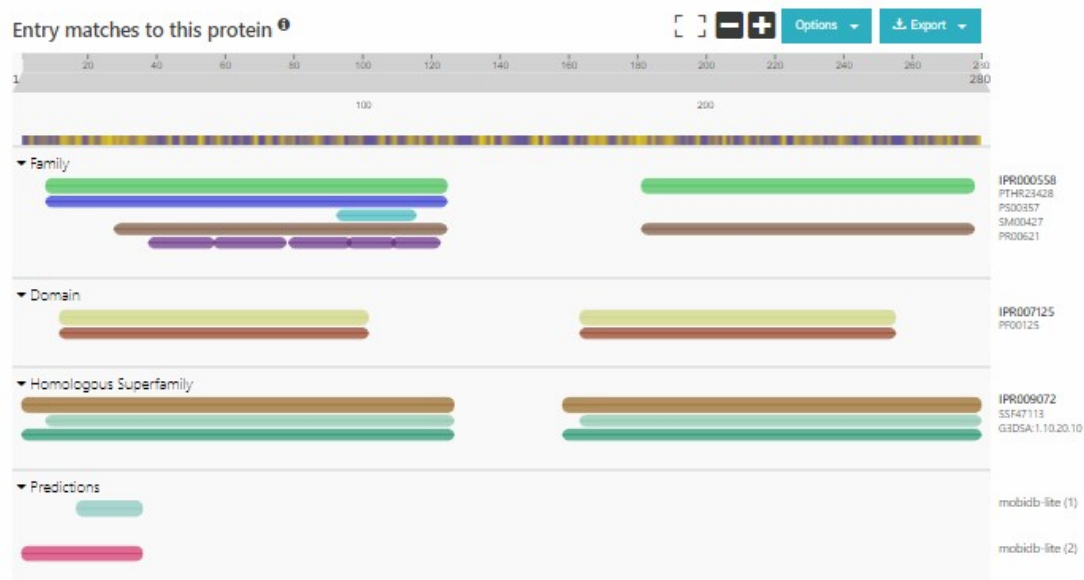 Entry matches to this protein
Options
Export
20 40 60 80 100 120 140 160 180 200 220 240 260 280
1 280
100 200
Family
IPR000558
PTHR23428
PS00357
SM00427
PR00621
Domain
IPR007125
PF00125
Homologous Superfamily
IPR009072
SSF47113
G3DSA:1.10.20.10
Predictions
mobidb-lite (1)
mobidb-lite (2)